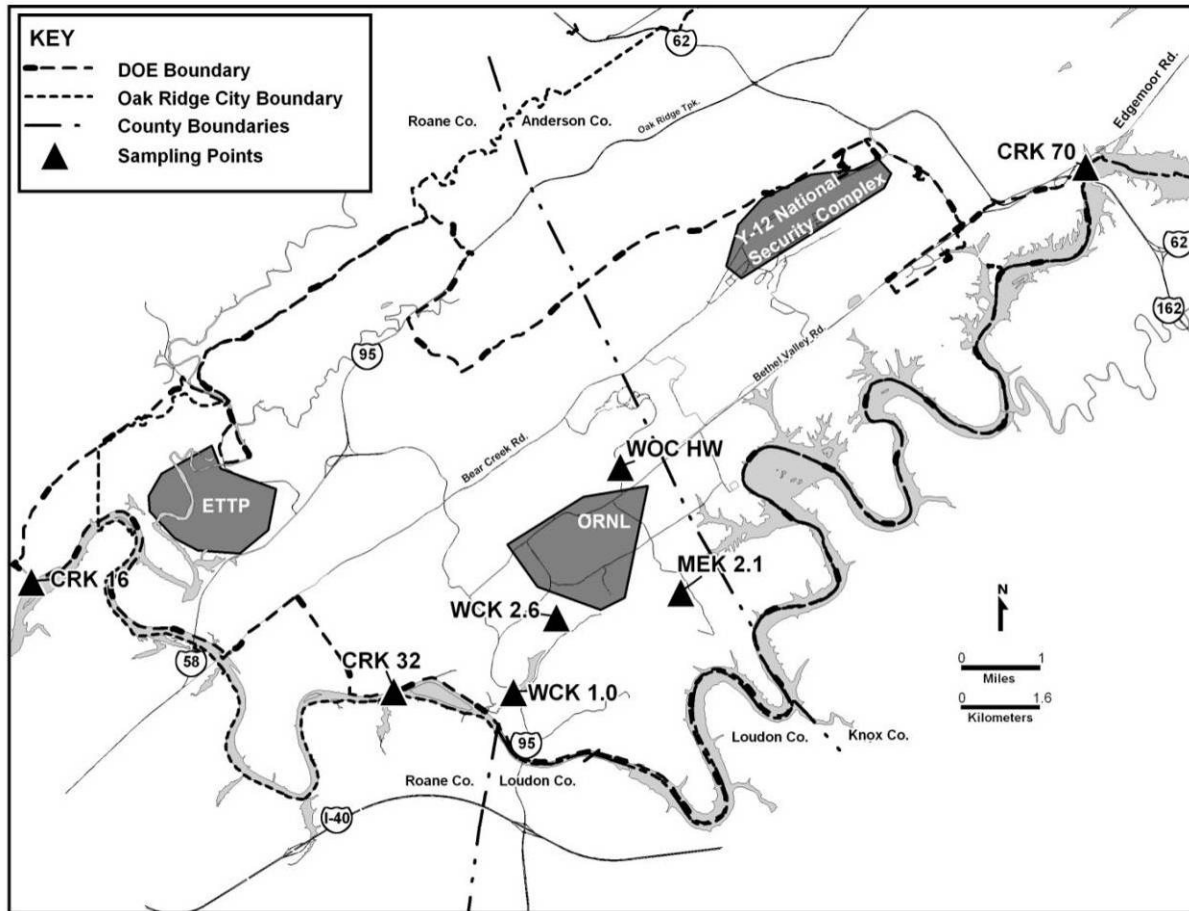 KEY
DOE Boundary
Oak Ridge City Boundary
County Boundaries
Sampling Points
62
Roane Co.
Anderson Co.
Oak Ridge Tpk.
Edgemoor Rd.
CRK 70
Y-12 National
Security Complex
62
162
95
Bethel Valley Rd.
Bear Creek Rd.
WOC HW
ETTP
ORNL
CRK 16
MEK 2.1
WCK 2.6
N
58
CRK 32
WCK 1.0
0 1
Miles
0 1.6
Kilometers
95
Loudon Co.
Knox Co.
Roane Co.
Loudon Co.
I-40